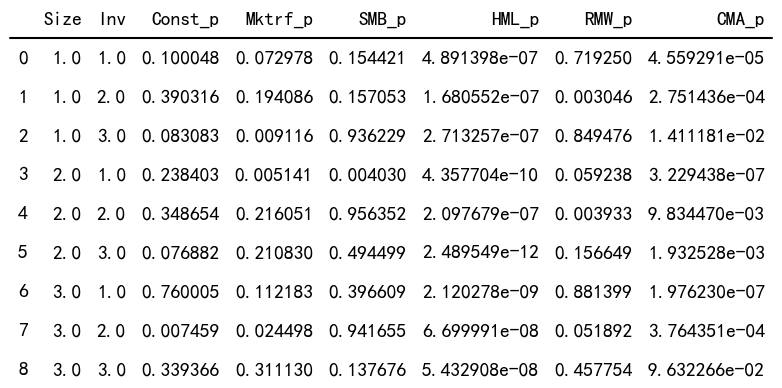 Size Inv Const_p Mktrf_p SMB_p HML_p RMW_p CMA_p
0 1.0 1.0 0.100048 0.072978 0.154421 4.891398e-07 0.719250 4.559291e-05
1 1.0 2.0 0.390316 0.194086 0.157053 1.680552e-07 0.003046 2.751436e-04
2 1.0 3.0 0.083083 0.009116 0.936229 2.713257e-07 0.849476 1.411181e-02
3 2.0 1.0 0.238403 0.005141 0.004030 4.357704e-10 0.059238 3.229438e-07
4 2.0 2.0 0.348654 0.216051 0.956352 2.097679e-07 0.003933 9.834470e-03
5 2.0 3.0 0.076882 0.210830 0.494499 2.489549e-12 0.156649 1.932528e-03
6 3.0 1.0 0.760005 0.112183 0.396609 2.120278e-09 0.881399 1.976230e-07
7 3.0 2.0 0.007459 0.024498 0.941655 6.699991e-08 0.051892 3.764351e-04
8 3.0 3.0 0.339366 0.311130 0.137676 5.432908e-08 0.457754 9.632266e-02